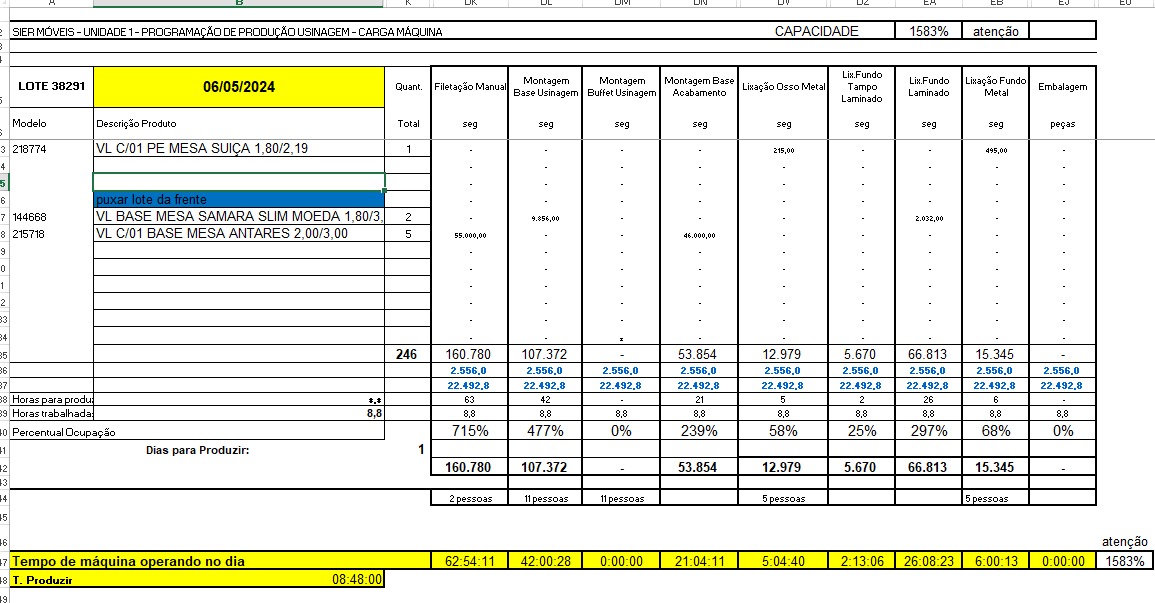 A B K DK DL DM DN DV DZ EA EB EJ EU
SIER MÓVEIS - UNIDADE 1 - PROGRAMAÇÃO DE PRODUÇÃO USINAGEM - CARGA MÁQUINA CAPACIDADE 1583% atenção
LOTE 38291 06/05/2024 Quant. Filetação Manual Montagem Base Usinagem Montagem Buffet Usinagem Montagem Base Acabamento Lixação Osso Metal Lix.Fundo Tampo Laminado Lix.Fundo Laminado Lixação Fundo Metal Embalagem
Modelo Descrição Produto Total seg seg seg seg seg seg seg seg peças
218774 VL C/01 PE MESA SUIÇA 1,80/2,19 1 - - - - 215,00 - - 495,00 -
- - - - - - - - -
- - - - - - - - -
puxar lote da frente - - - - - - - - -
144668 VL BASE MESA SAMARA SLIM MOEDA 1,80/3, 2 - 9.856,00 - - - - 2.032,00 - -
215718 VL C/01 BASE MESA ANTARES 2,00/3,00 5 55.000,00 - - 46.000,00 - - - - -
- - - - - - - - -
- - - - - - - - -
- - - - - - - - -
- - - - - - - - -
- - - - - - - - -
- - - - - - - -
246 160.780 107.372 - 53.854 12.979 5.670 66.813 15.345 -
2.556,0 2.556,0 2.556,0 2.556,0 2.556,0 2.556,0 2.556,0 2.556,0 2.556,0
22.492,8 22.492,8 22.492,8 22.492,8 22.492,8 22.492,8 22.492,8 22.492,8 22.492,8
Horas para produz 63 42 - 21 5 2 26 6 -
Horas trabalhadas 8,8 8,8 8,8 8,8 8,8 8,8 8,8 8,8 8,8 8,8
Percentual Ocupação 715% 477% 0% 239% 58% 25% 297% 68% 0%
Dias para Produzir: 1
160.780 107.372 - 53.854 12.979 5.670 66.813 15.345 -
2 pessoas 11 pessoas 11 pessoas 5 pessoas 5 pessoas
atenção
Tempo de máquina operando no dia 62:54:11 42:00:28 0:00:00 21:04:11 5:04:40 2:13:06 26:08:23 6:00:13 0:00:00 1583%
T. Produzir 08:48:00